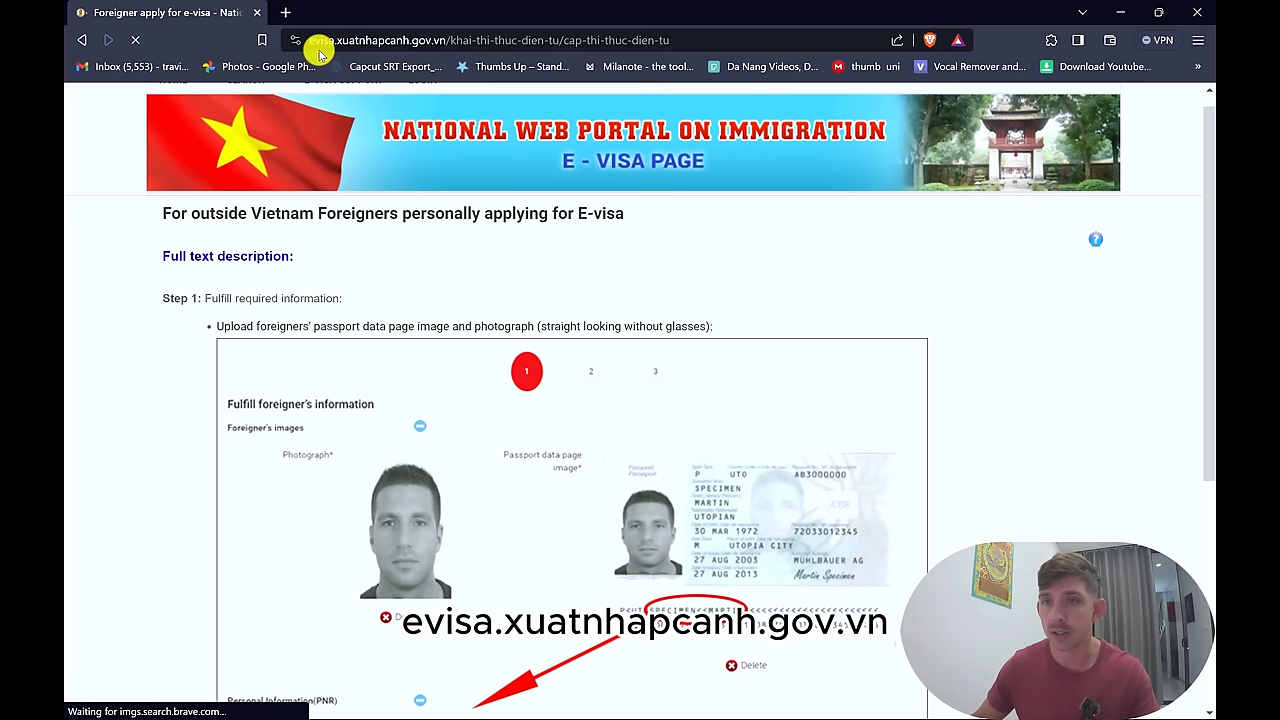 Foreigner apply for e-visa - Natio
evisa.xuatnhapcanh.gov.vn/khai-thi-thuc-dien-tu/cap-thi-thuc-dien-tu
VPN
Inbox (5,553) - travi...
Photos - Google Ph...
Capcut SRT Export,...
Thumbs Up – Stand...
Milanote - the tool...
Da Nang Videos, D...
thumb uni
Vocal Remover and...
Download Youtube...
»
NATIONAL WEB PORTAL ON IMMIGRATION
E - VISA PAGE
For outside Vietnam Foreigners personally applying for E-visa
Full text description:
Step 1: Fulfill required information:
• Upload foreigners' passport data page image and photograph (straight looking without glasses);
1 2 3
Fulfill foreigner's information
Foreigner's images
Photograph*
Passport data page
image*
P UTO AB3000000
SPECIMEN
MARTIN
UTOPIAN
30 MAR 1972 72033012345
M UTOPIA CITY
27 AUG 2003 MUHLBAUER AG
27 AUG 2013 Martin Specimen
evisa.xuatnhapcanh.gov.vn
Delete
Personal Information(PNR)
Waiting for imgs.search.brave.com...